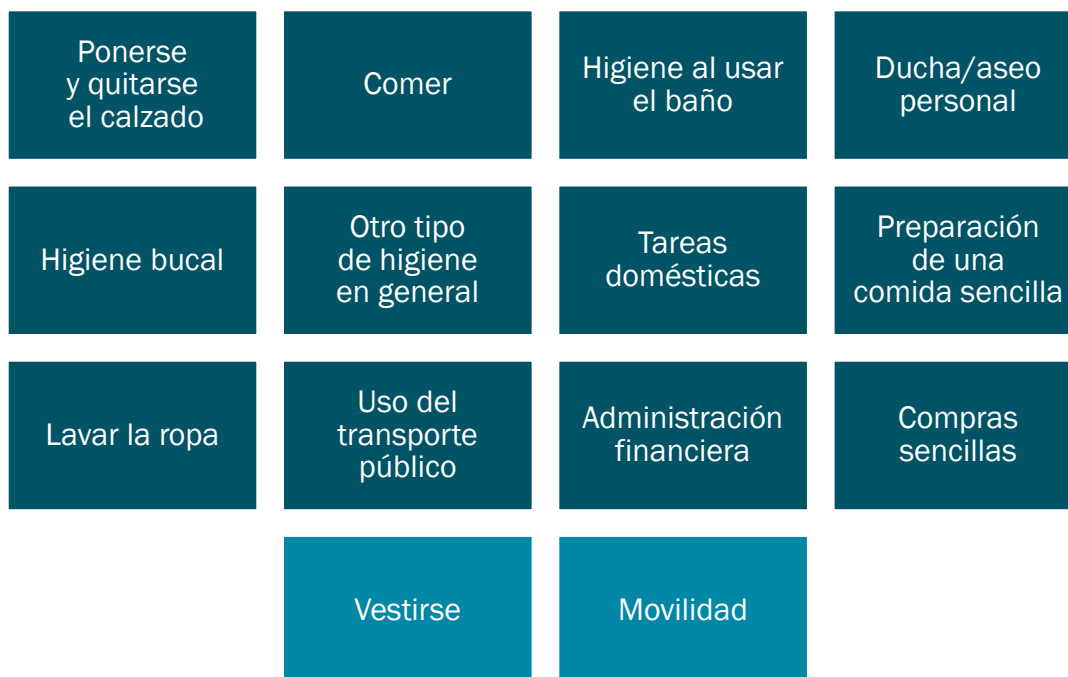 Ponerse
y quitarse
el calzado
Comer
Higiene al usar
el baño
Ducha/aseo
personal
Higiene bucal
Otro tipo
de higiene
en general
Tareas
domésticas
Preparación
de una
comida sencilla
Lavar la ropa
Uso del
transporte
público
Administración
financiera
Compras
sencillas
Vestirse
Movilidad